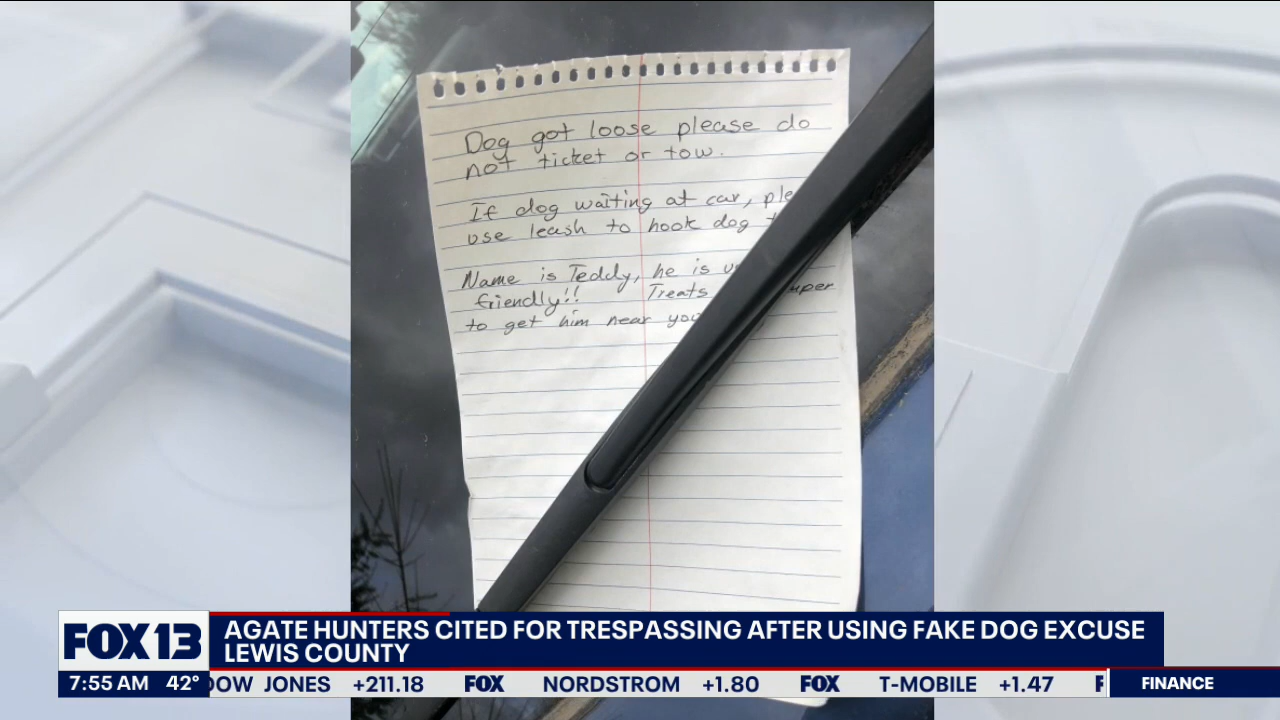 Dog got loose please do
not ticket or tow.
If dog waiting at car,
use leash to hook dog
Name is Teddy, he is
friendly!! Treats
to get him near
FOX 13
AGATE HUNTERS CITED FOR TRESPASSING AFTER USING FAKE DOG EXCUSE
LEWIS COUNTY
7:55 AM 42° DOW JONES +211.18 FOX NORDSTROM +1.80 FOX T-MOBILE +1.47 FINANCE